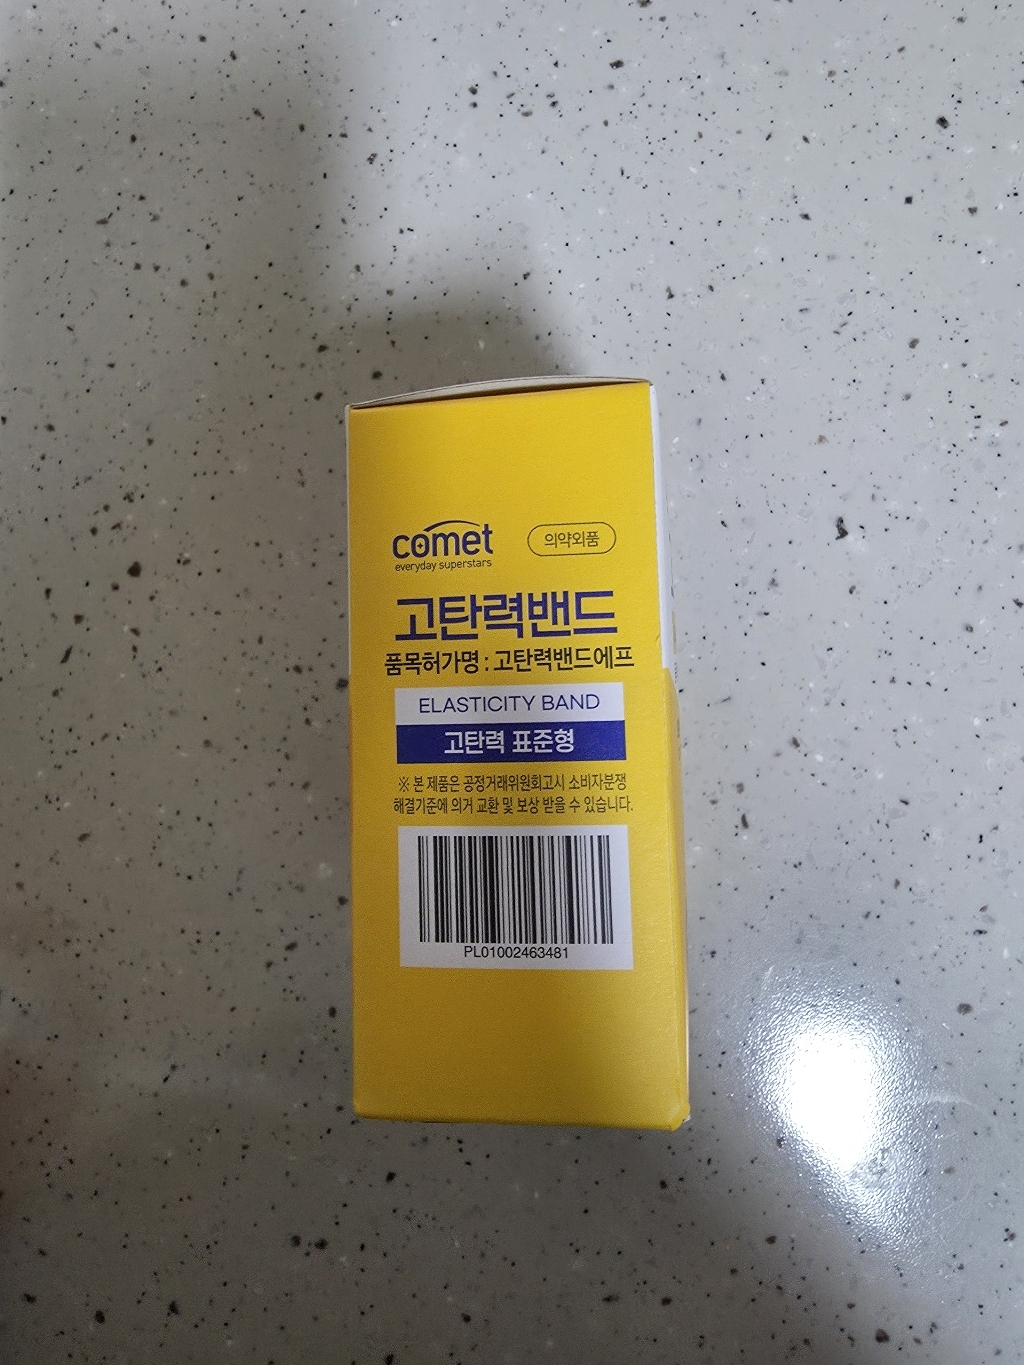 comet
의약외품
everyday superstars
고탄력밴드
품목허가명 : 고탄력밴드에프
ELASTICITY BAND
고탄력 표준형
※ 본 제품은 공정거래위원회고시 소비자분쟁
해결기준에 의거 교환 및 보상 받을 수 있습니다.
PL01002463481